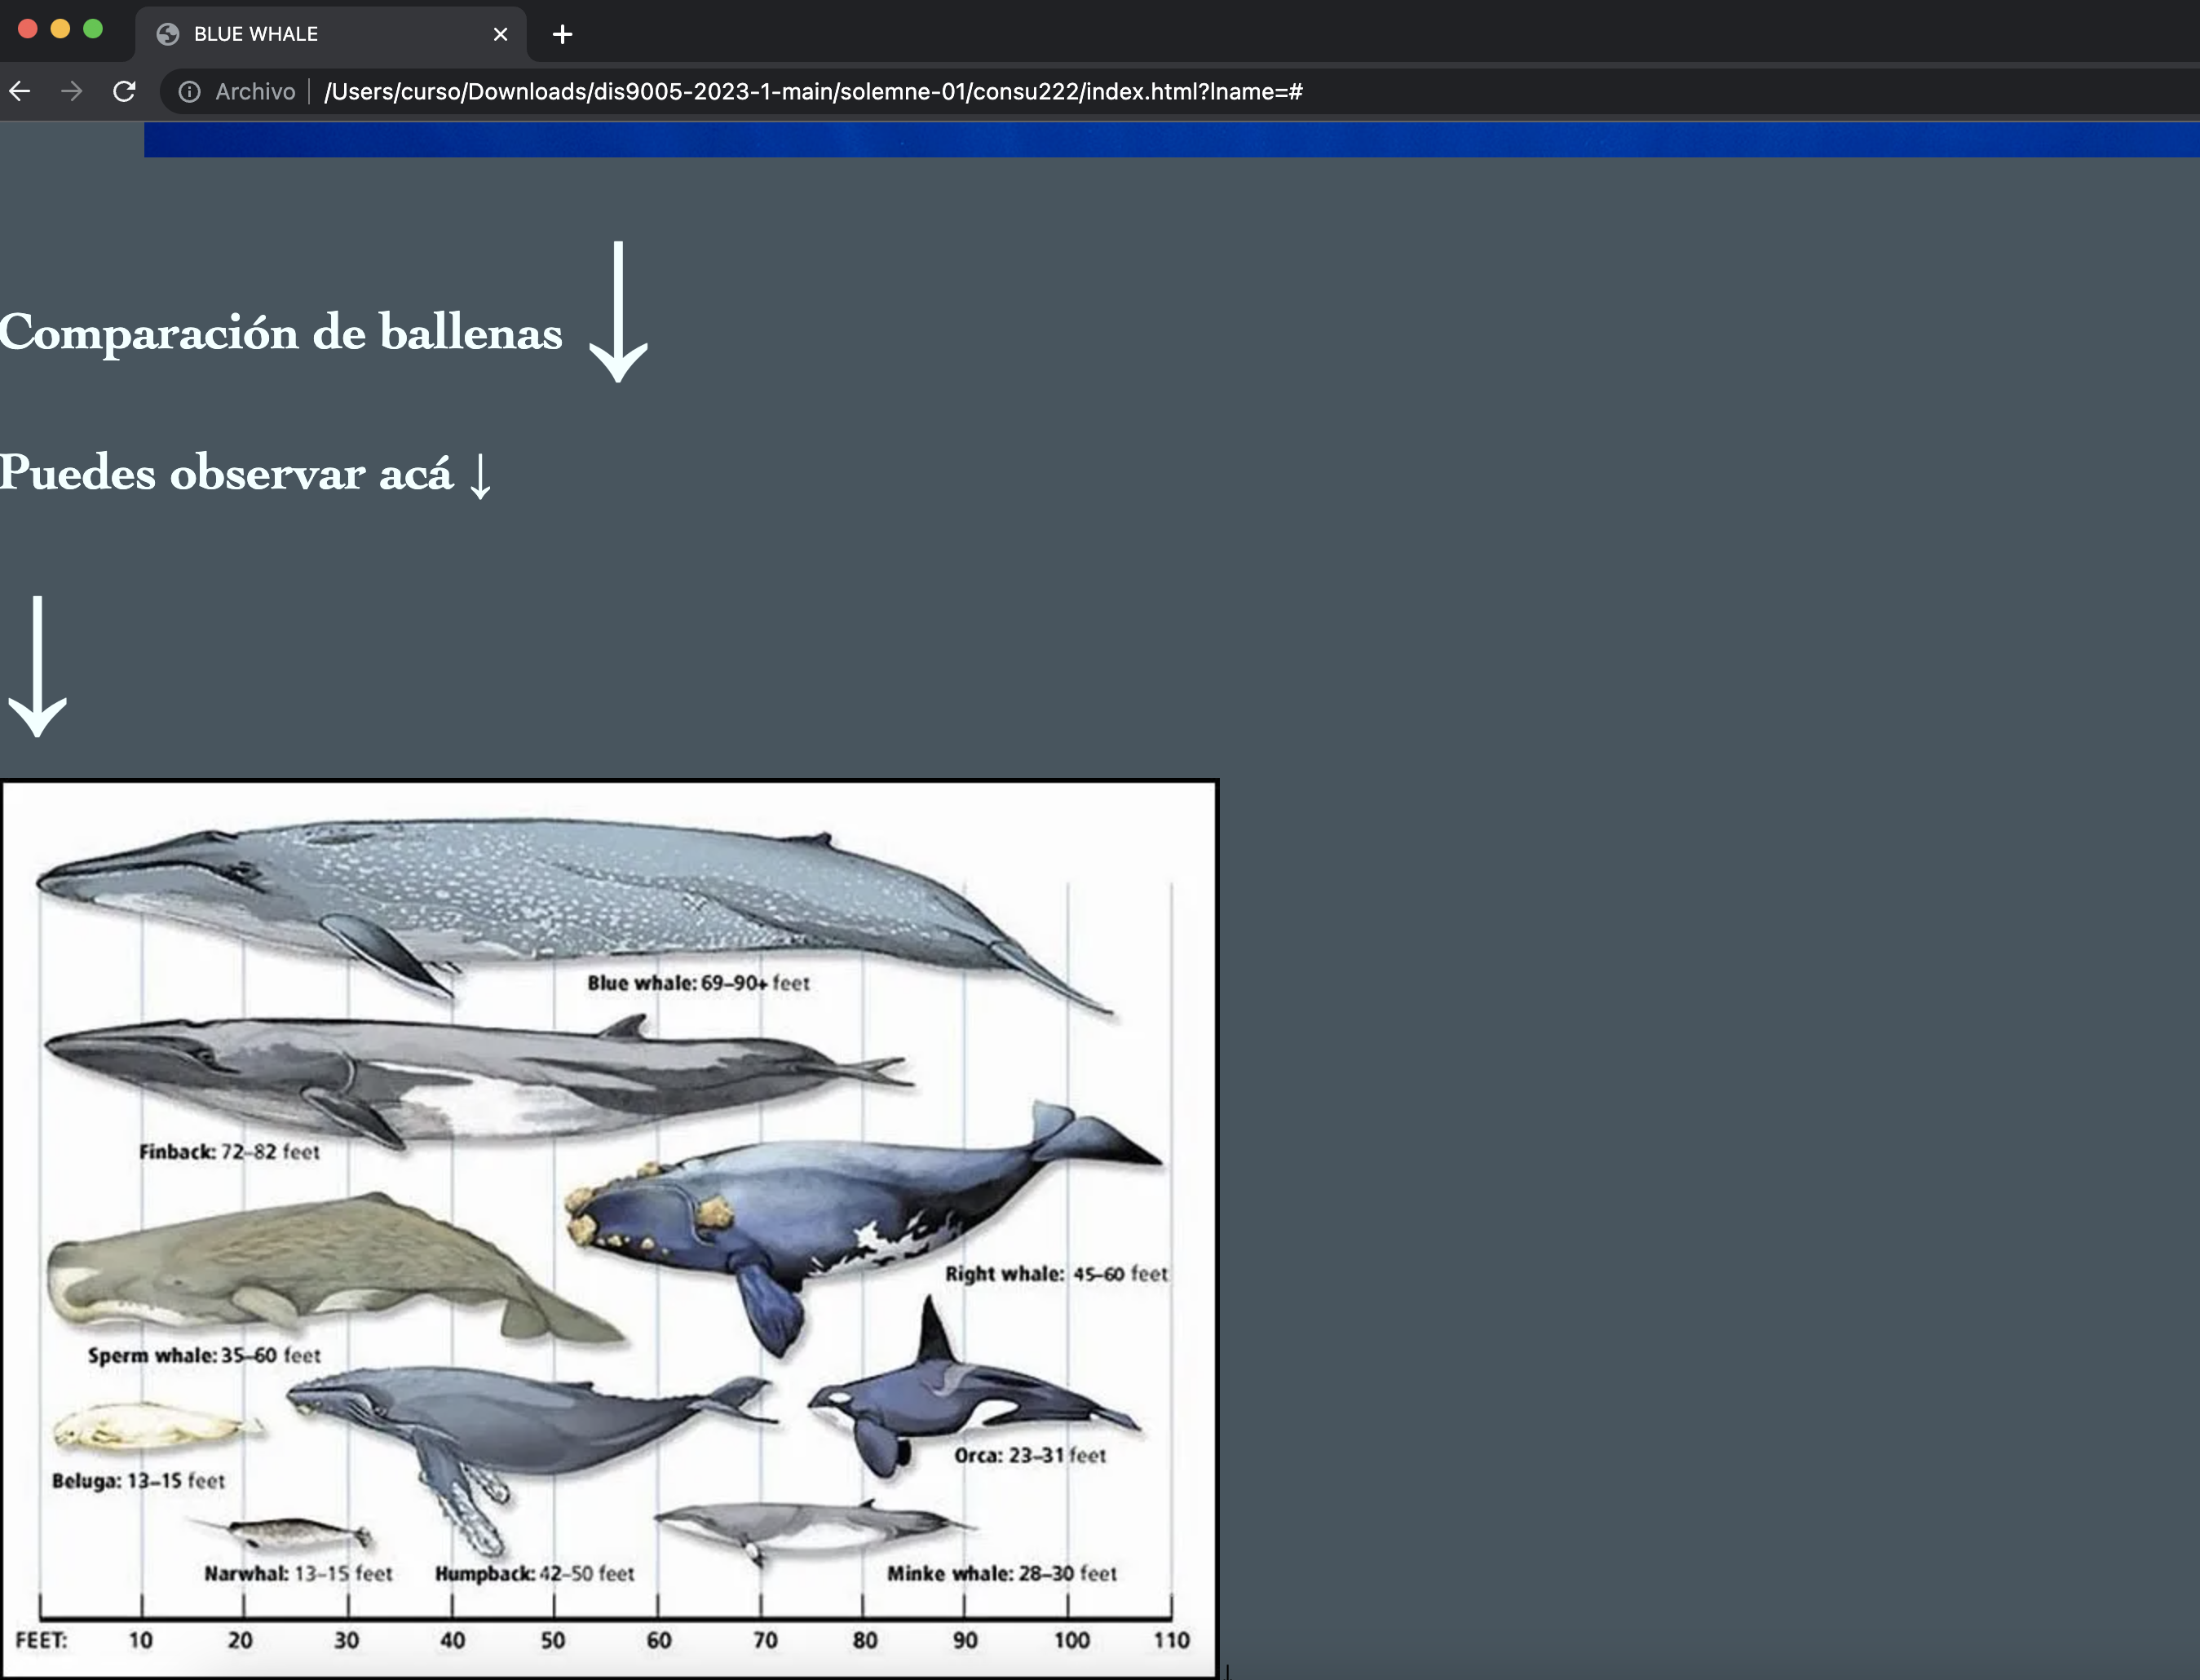 BLUE WHALE
Archivo /Users/curso/Downloads/dis9005-2023-1-main/solemne-01/consu222/index.html?lname=#
Comparación de ballenas ↓
Puedes observar acá ↓
↓
Blue whale: 69–90+ feet
Finback: 72–82 feet
Right whale: 45–60 feet
Sperm whale: 35–60 feet
Orca: 23–31 feet
Beluga: 13–15 feet
Narwhal: 13–15 feet
Humpback: 42–50 feet
Minke whale: 28–30 feet
FEET: 10 20 30 40 50 60 70 80 90 100 110